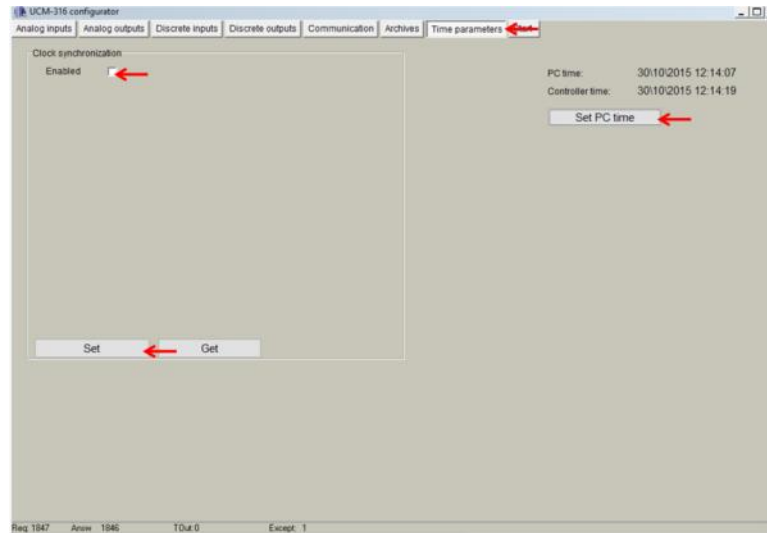 UCM-316 configurator
Analog inputs Analog outputs Discrete inputs Discrete outputs Communication Archives Time parameters
Clock synchronization
Enabled
PC time: 30\10\2015 12:14:07
Controller time: 30\10\2015 12:14:19
Set PC time
Set Get
Req: 1847 Answ 1846 TOut:0 Except: 1